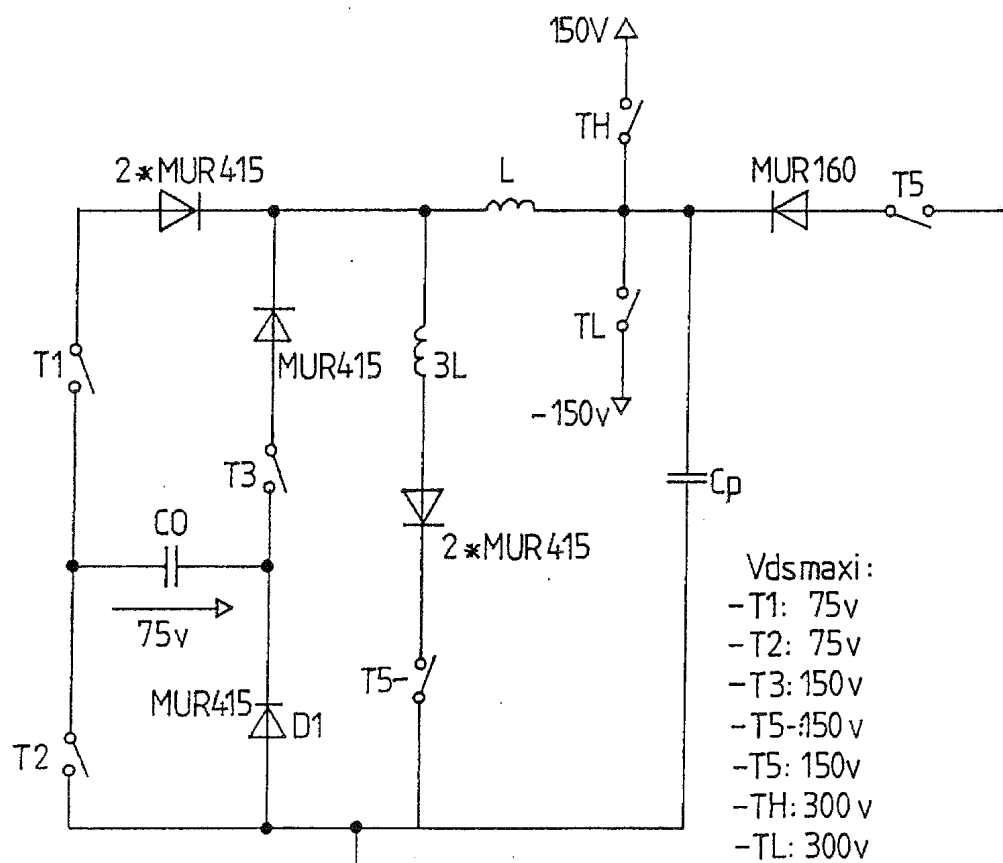 150V
TH
2*MUR415
L
MUR160
T5
T1
MUR415
3L
TL
-150v
T3
Cp
C0
75v
2*MUR415
T5-
MUR415
D1
T2
Vdsmaxi:
-T1: 75v
-T2: 75v
-T3: 150v
-T5-:150v
-T5: 150v
-TH: 300v
-TL: 300v